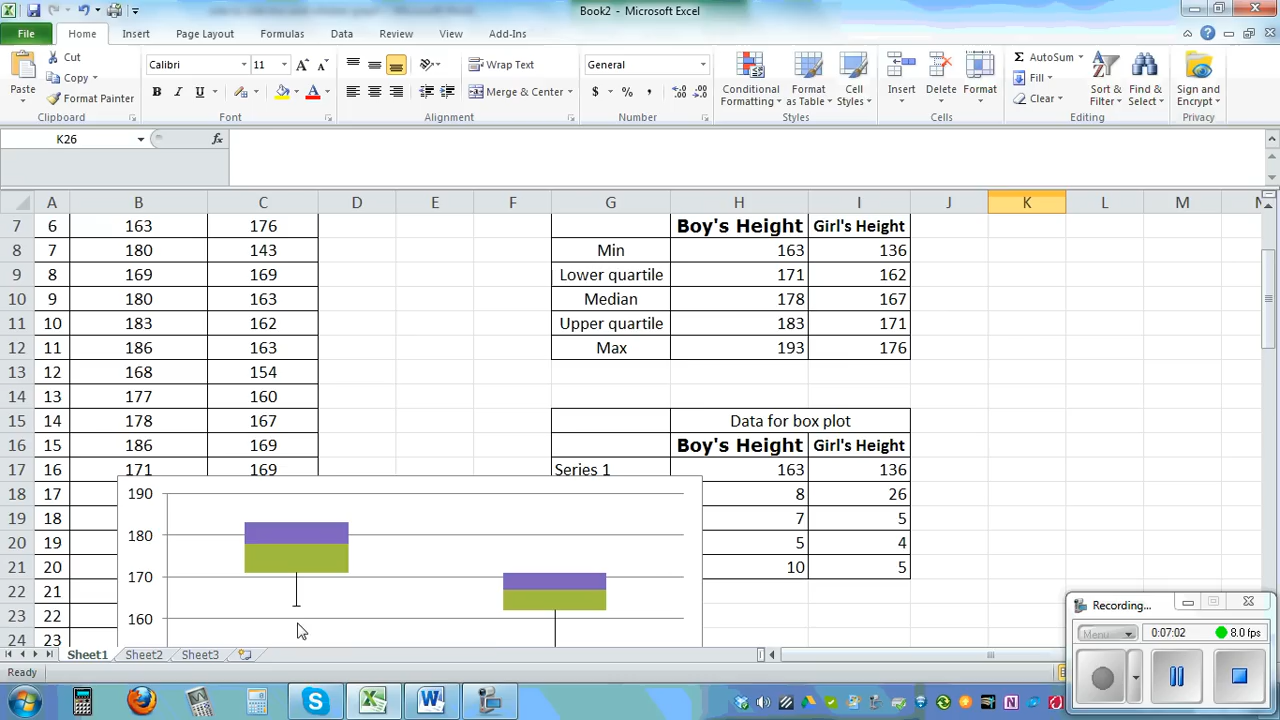 Book2 - Microsoft Excel
File Home Insert Page Layout Formulas Data Review View Add-Ins
Cut
Copy
Format Painter
Paste
Clipboard
Calibri 11
B I U
Font
Wrap Text
Merge & Center
Alignment
General
$ % ,
Number
Conditional Formatting
Format as Table
Cell Styles
Styles
Insert
Delete
Format
Cells
AutoSum
Fill
Clear
Sort & Filter
Find & Select
Editing
Sign and Encrypt
Privacy
K26 fx
A B C D E F G H I J K L M N
7 6 163 176 Boy's Height Girl's Height
8 7 180 143 Min 163 136
9 8 169 169 Lower quartile 171 162
10 9 180 163 Median 178 167
11 10 183 162 Upper quartile 183 171
12 11 186 163 Max 193 176
13 12 168 154
14 13 177 160
15 14 178 167 Data for box plot
16 15 186 169 Boy's Height Girl's Height
17 16 171 169 Series 1 163 136
18 17 8 26
19 18 7 5
20 19 5 4
21 20 10 5
22 21
23 22
24 23
190
180
170
160
Recording...
Menu 0:07:02 8.0 fps
Sheet1 Sheet2 Sheet3
Ready